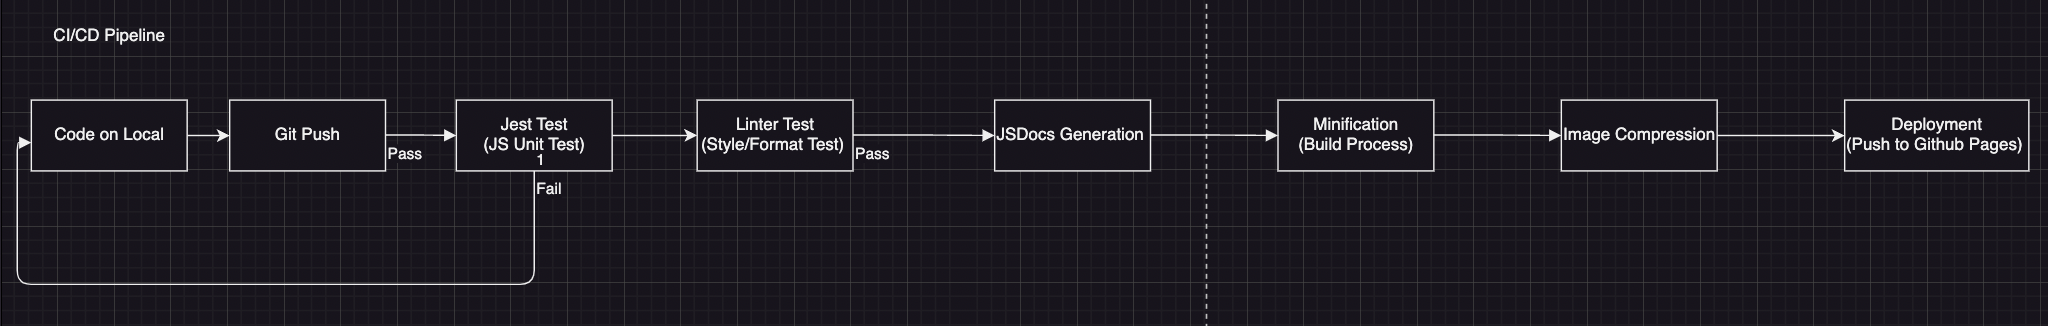 CI/CD Pipeline
Code on Local
Git Push
Pass
Jest Test
(JS Unit Test)
1
Fail
Linter Test
(Style/Format Test)
Pass
JSDocs Generation
Minification
(Build Process)
Image Compression
Deployment
(Push to Github Pages)